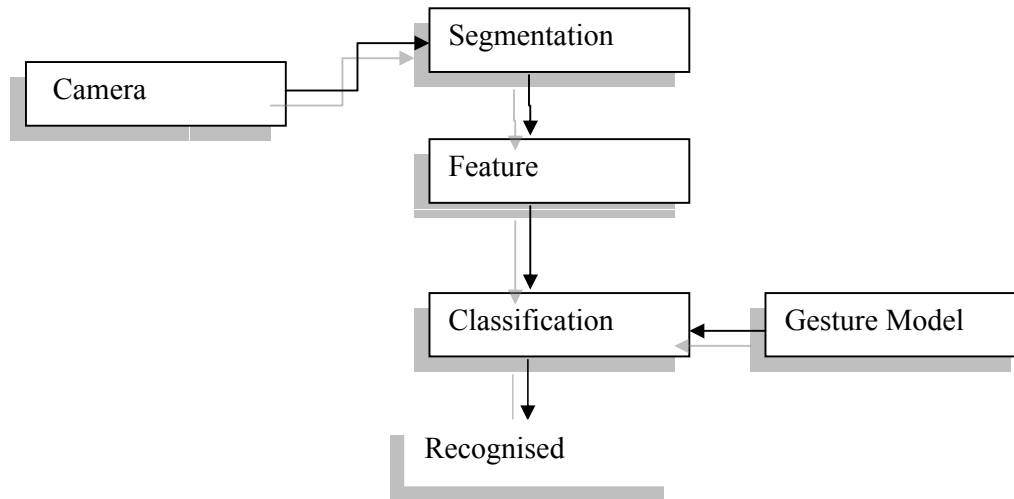 Segmentation
Camera
Feature
Classification
Gesture Model
Recognised